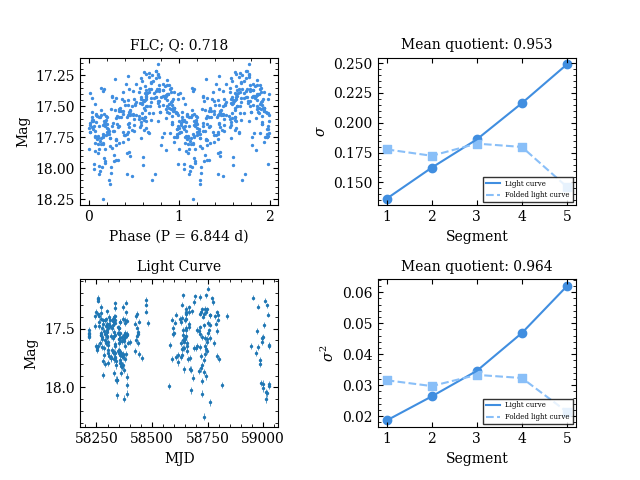 FLC; Q: 0.718
Mag
17.25
17.50
17.75
18.00
18.25
0 1 2
Phase (P = 6.844 d)
Mean quotient: 0.953
σ
0.250
0.225
0.200
0.175
0.150
Light curve
Folded light curve
1 2 3 4 5
Segment
Light Curve
Mag
17.5
18.0
58250 58500 58750 59000
MJD
Mean quotient: 0.964
σ²
0.06
0.05
0.04
0.03
0.02
Light curve
Folded light curve
1 2 3 4 5
Segment